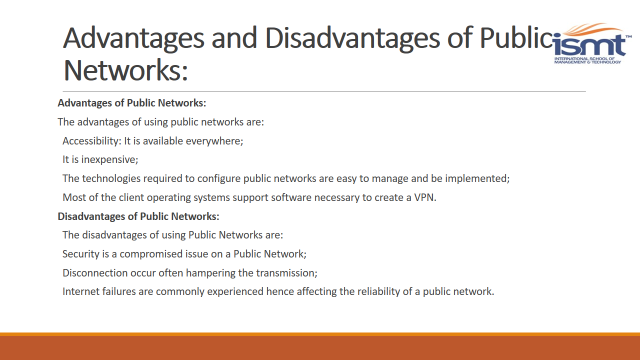 Advantages and Disadvantages of Public
Networks:
ismt™
INTERNATIONAL SCHOOL OF
MANAGEMENT & TECHNOLOGY
Advantages of Public Networks:
The advantages of using public networks are:
Accessibility: It is available everywhere;
It is inexpensive;
The technologies required to configure public networks are easy to manage and be implemented;
Most of the client operating systems support software necessary to create a VPN.
Disadvantages of Public Networks:
The disadvantages of using Public Networks are:
Security is a compromised issue on a Public Network;
Disconnection occur often hampering the transmission;
Internet failures are commonly experienced hence affecting the reliability of a public network.